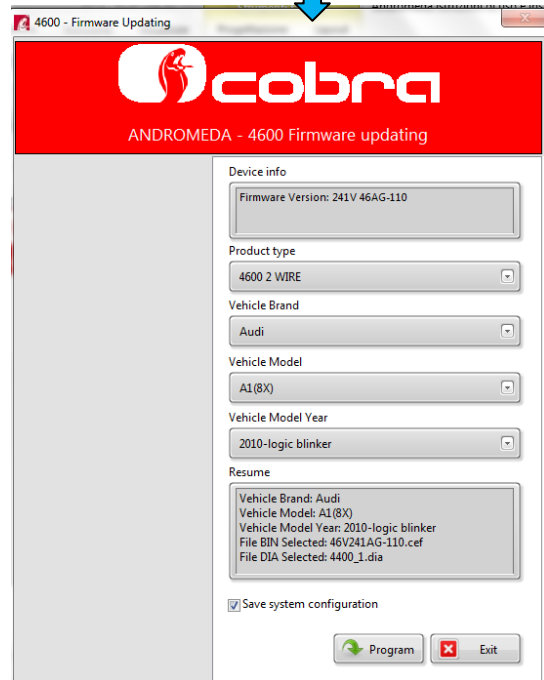 4600 - Firmware Updating
cobra
ANDROMEDA - 4600 Firmware updating
Device info
Firmware Version: 241V 46AG-110
Product type
4600 2 WIRE
Vehicle Brand
Audi
Vehicle Model
A1(8X)
Vehicle Model Year
2010-logic blinker
Resume
Vehicle Brand: Audi
Vehicle Model: A1(8X)
Vehicle Model Year: 2010-logic blinker
File BIN Selected: 46V241AG-110.cef
File DIA Selected: 4400_1.dia
Save system configuration
Program
Exit